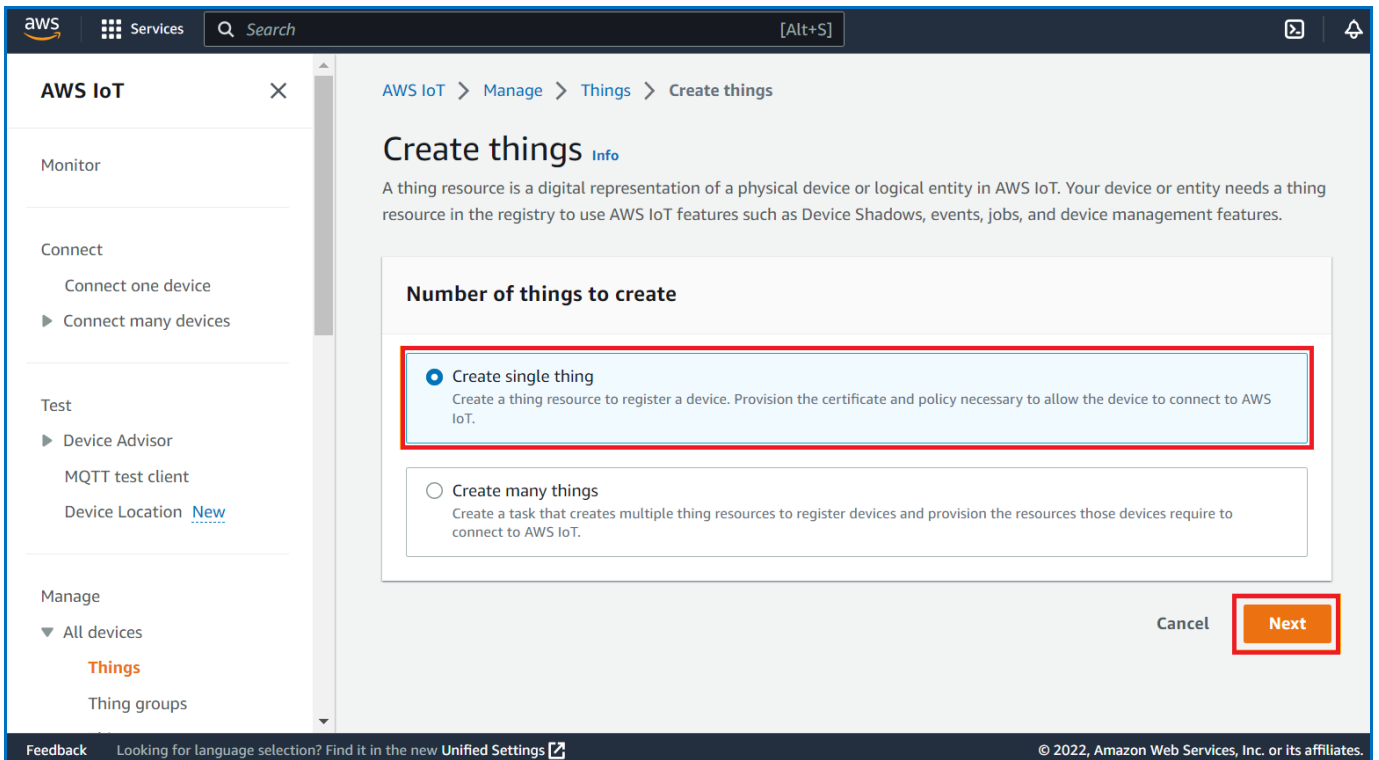 aws
Services
Search
[Alt+S]
AWS IoT
Monitor
Connect
Connect one device
Connect many devices
Test
Device Advisor
MQTT test client
Device Location New
Manage
All devices
Things
Thing groups
AWS IoT > Manage > Things > Create things
Create things Info
A thing resource is a digital representation of a physical device or logical entity in AWS IoT. Your device or entity needs a thing
resource in the registry to use AWS IoT features such as Device Shadows, events, jobs, and device management features.
Number of things to create
Create single thing
Create a thing resource to register a device. Provision the certificate and policy necessary to allow the device to connect to AWS
IoT.
Create many things
Create a task that creates multiple thing resources to register devices and provision the resources those devices require to
connect to AWS IoT.
Cancel
Next
Feedback
Looking for language selection? Find it in the new Unified Settings
© 2022, Amazon Web Services, Inc. or its affiliates.